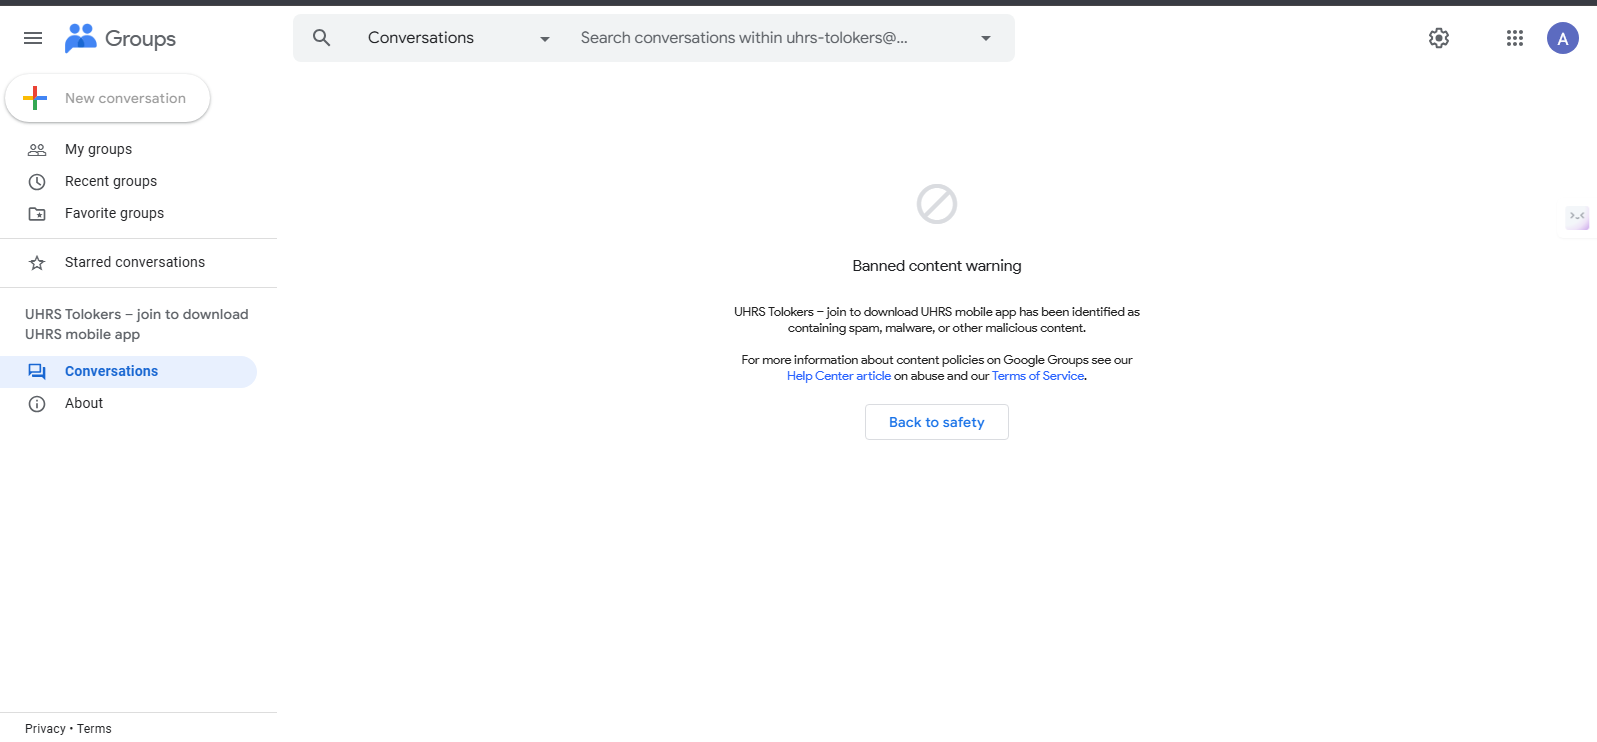 Groups
Conversations
Search conversations within uhrs-tolokers@...
A
New conversation
My groups
Recent groups
Favorite groups
Starred conversations
UHRS Tolokers – join to download
UHRS mobile app
Conversations
About
Banned content warning
UHRS Tolokers – join to download UHRS mobile app has been identified as
containing spam, malware, or other malicious content.
For more information about content policies on Google Groups see our
Help Center article on abuse and our Terms of Service.
Back to safety
Privacy • Terms